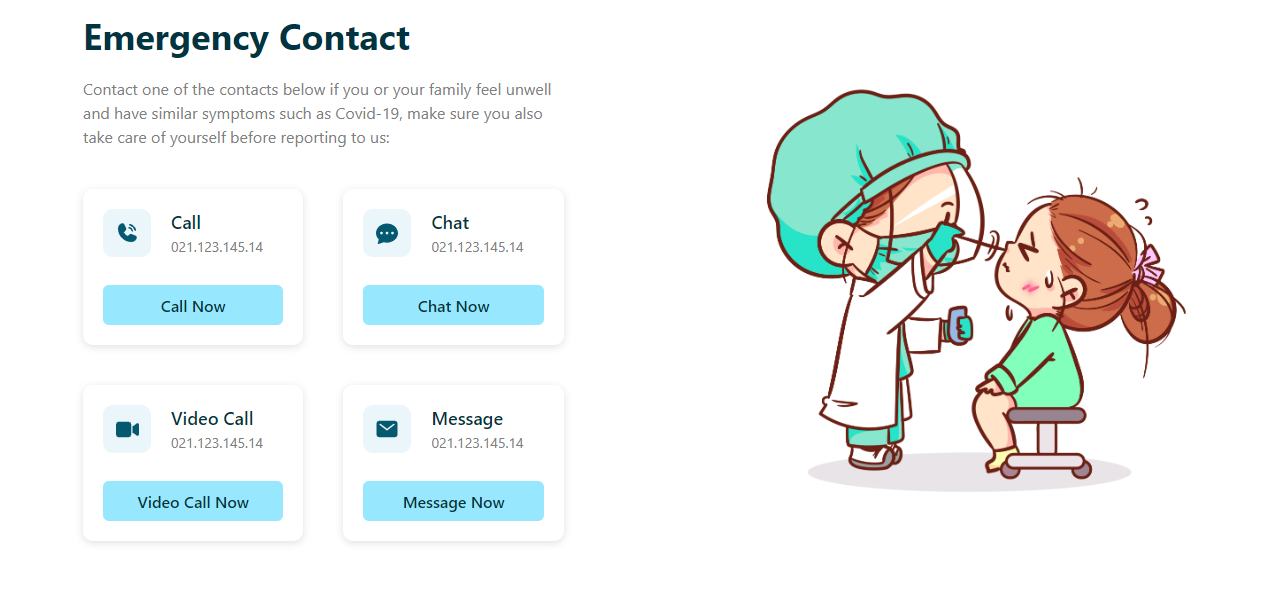 Emergency Contact
Contact one of the contacts below if you or your family feel unwell
and have similar symptoms such as Covid-19, make sure you also
take care of yourself before reporting to us:
Call
021.123.145.14
Call Now
Chat
021.123.145.14
Chat Now
Video Call
021.123.145.14
Video Call Now
Message
021.123.145.14
Message Now